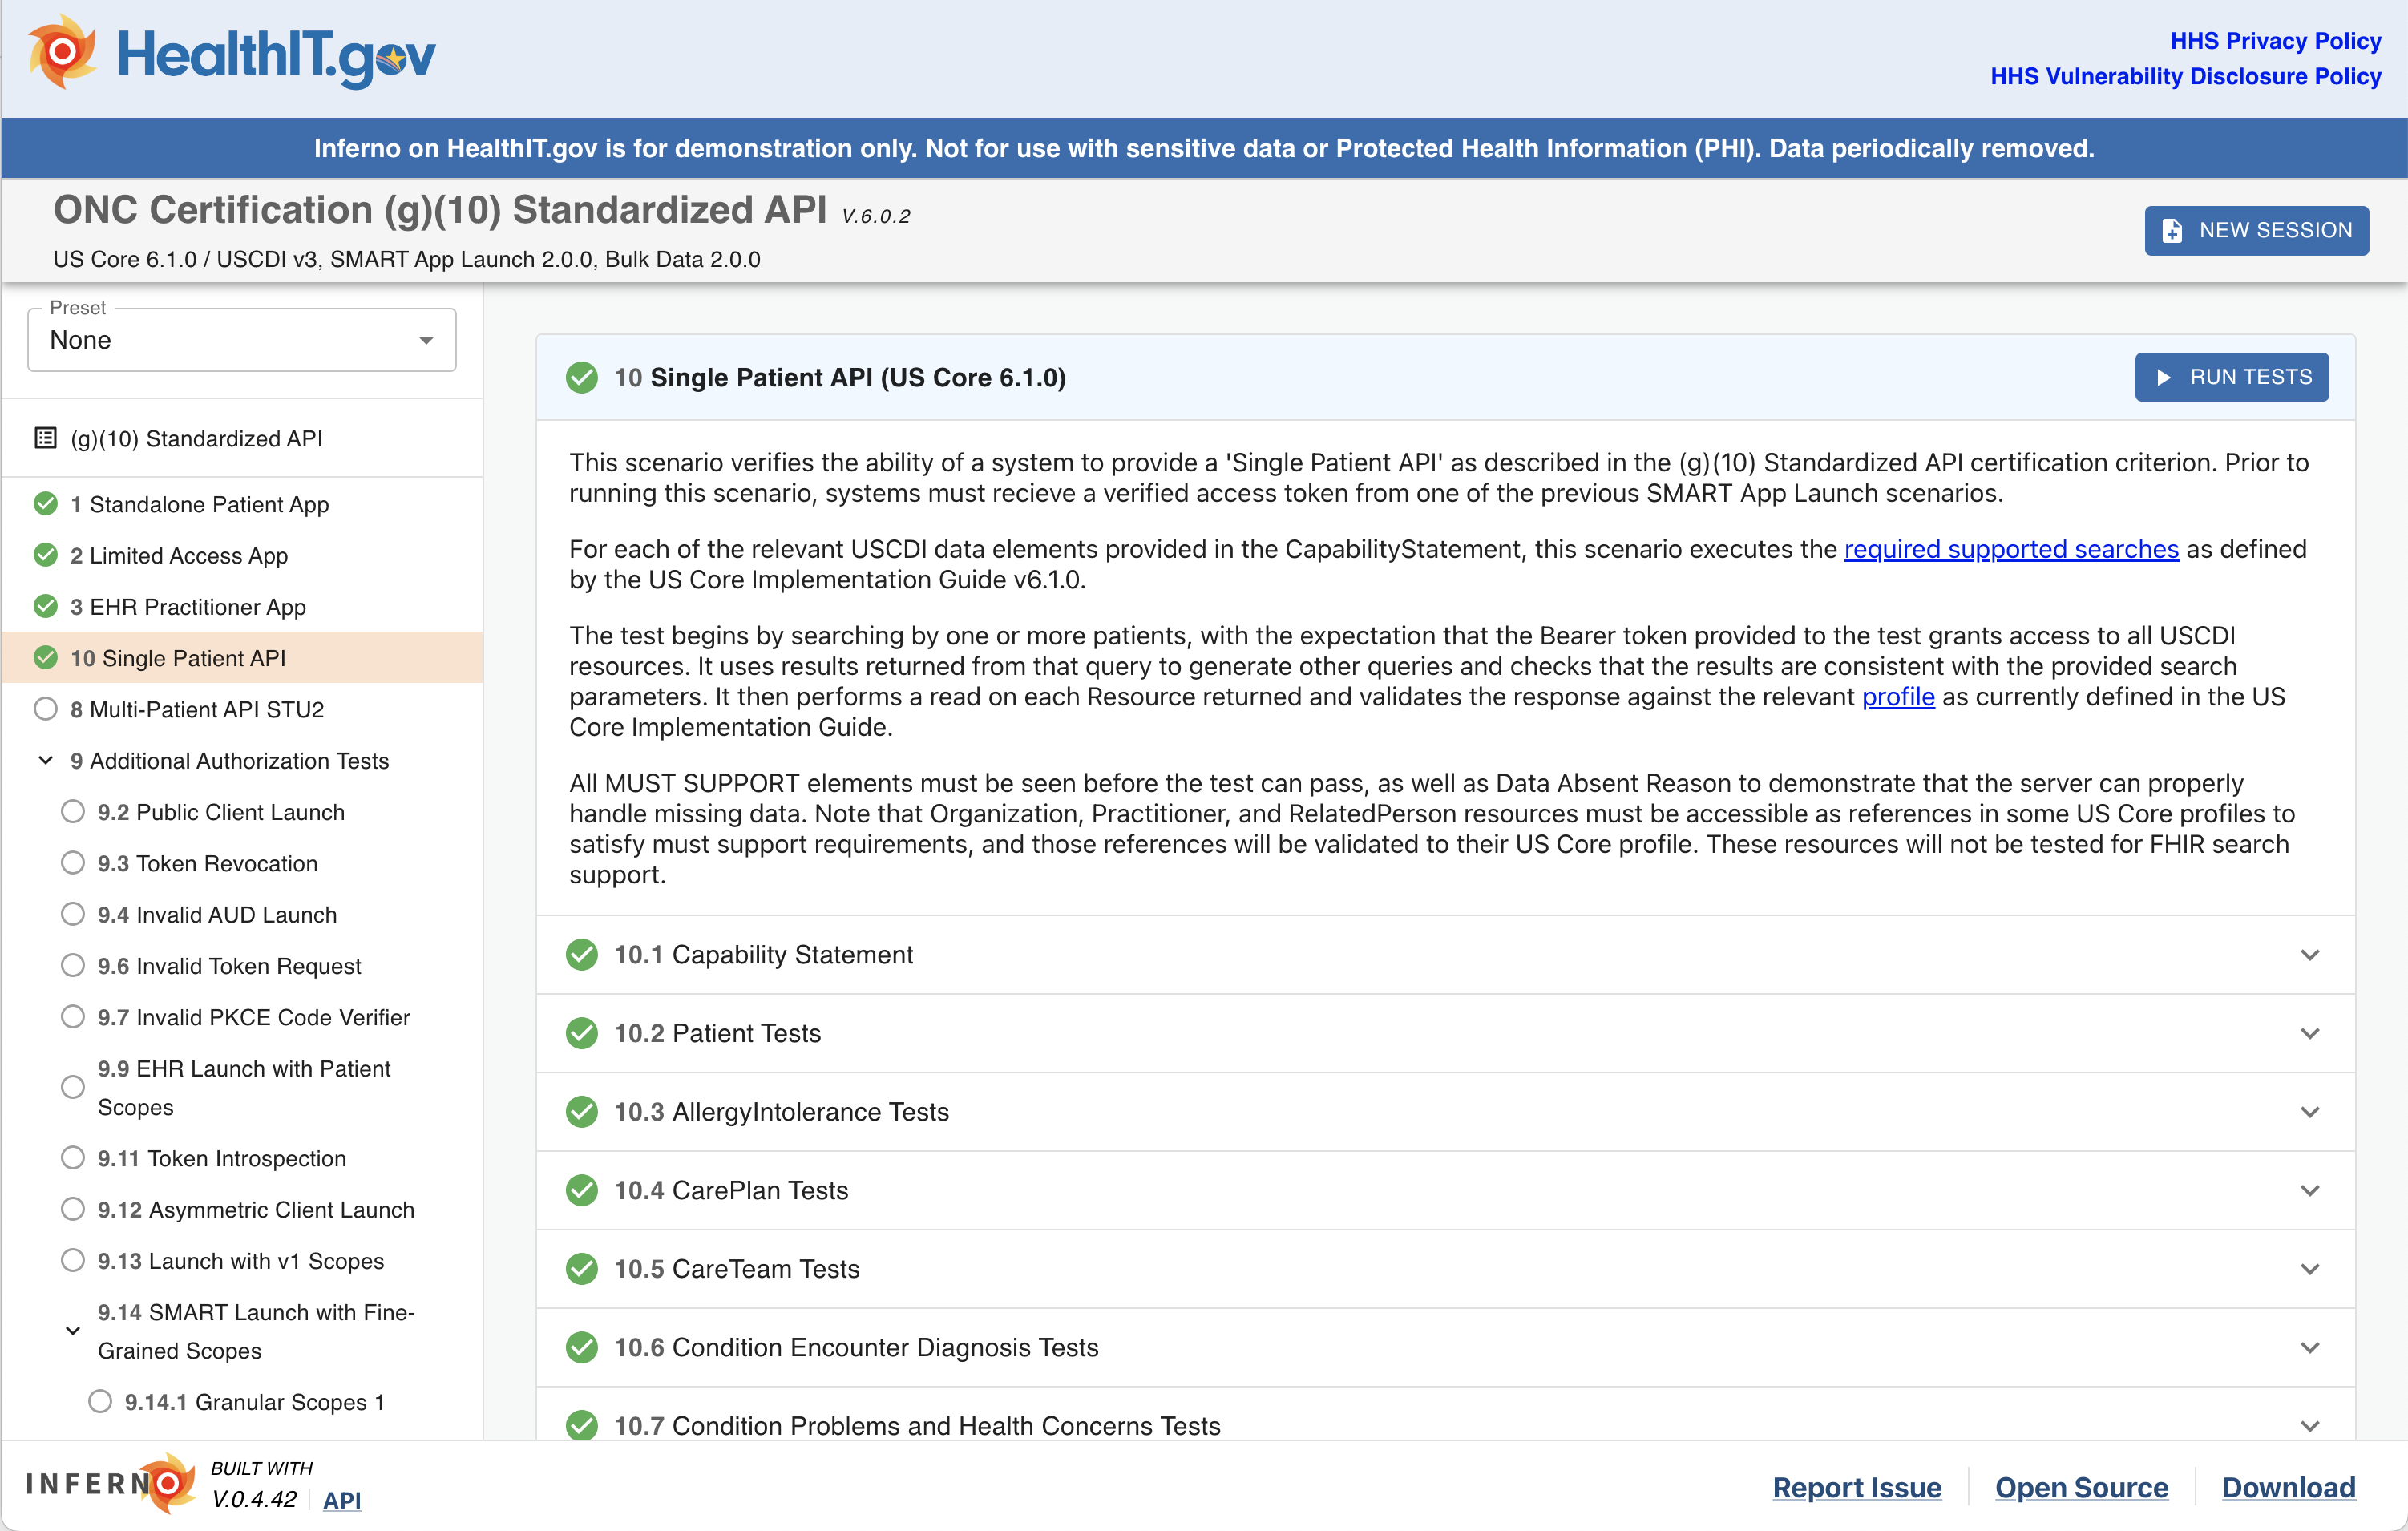 HealthIT.gov
HHS Privacy Policy
HHS Vulnerability Disclosure Policy
Inferno on HealthIT.gov is for demonstration only. Not for use with sensitive data or Protected Health Information (PHI). Data periodically removed.
ONC Certification (g)(10) Standardized API V.6.0.2
US Core 6.1.0 / USCDI v3, SMART App Launch 2.0.0, Bulk Data 2.0.0
NEW SESSION
Preset
None
(g)(10) Standardized API
1 Standalone Patient App
2 Limited Access App
3 EHR Practitioner App
10 Single Patient API
8 Multi-Patient API STU2
9 Additional Authorization Tests
9.2 Public Client Launch
9.3 Token Revocation
9.4 Invalid AUD Launch
9.6 Invalid Token Request
9.7 Invalid PKCE Code Verifier
9.9 EHR Launch with Patient
Scopes
9.11 Token Introspection
9.12 Asymmetric Client Launch
9.13 Launch with v1 Scopes
9.14 SMART Launch with Fine-
Grained Scopes
9.14.1 Granular Scopes 1
10 Single Patient API (US Core 6.1.0)
RUN TESTS
This scenario verifies the ability of a system to provide a 'Single Patient API' as described in the (g)(10) Standardized API certification criterion. Prior to
running this scenario, systems must recieve a verified access token from one of the previous SMART App Launch scenarios.
For each of the relevant USCDI data elements provided in the CapabilityStatement, this scenario executes the required supported searches as defined
by the US Core Implementation Guide v6.1.0.
The test begins by searching by one or more patients, with the expectation that the Bearer token provided to the test grants access to all USCDI
resources. It uses results returned from that query to generate other queries and checks that the results are consistent with the provided search
parameters. It then performs a read on each Resource returned and validates the response against the relevant profile as currently defined in the US
Core Implementation Guide.
All MUST SUPPORT elements must be seen before the test can pass, as well as Data Absent Reason to demonstrate that the server can properly
handle missing data. Note that Organization, Practitioner, and RelatedPerson resources must be accessible as references in some US Core profiles to
satisfy must support requirements, and those references will be validated to their US Core profile. These resources will not be tested for FHIR search
support.
10.1 Capability Statement
10.2 Patient Tests
10.3 AllergyIntolerance Tests
10.4 CarePlan Tests
10.5 CareTeam Tests
10.6 Condition Encounter Diagnosis Tests
10.7 Condition Problems and Health Concerns Tests
INFERNO
BUILT WITH
V.0.4.42
API
Report Issue
Open Source
Download